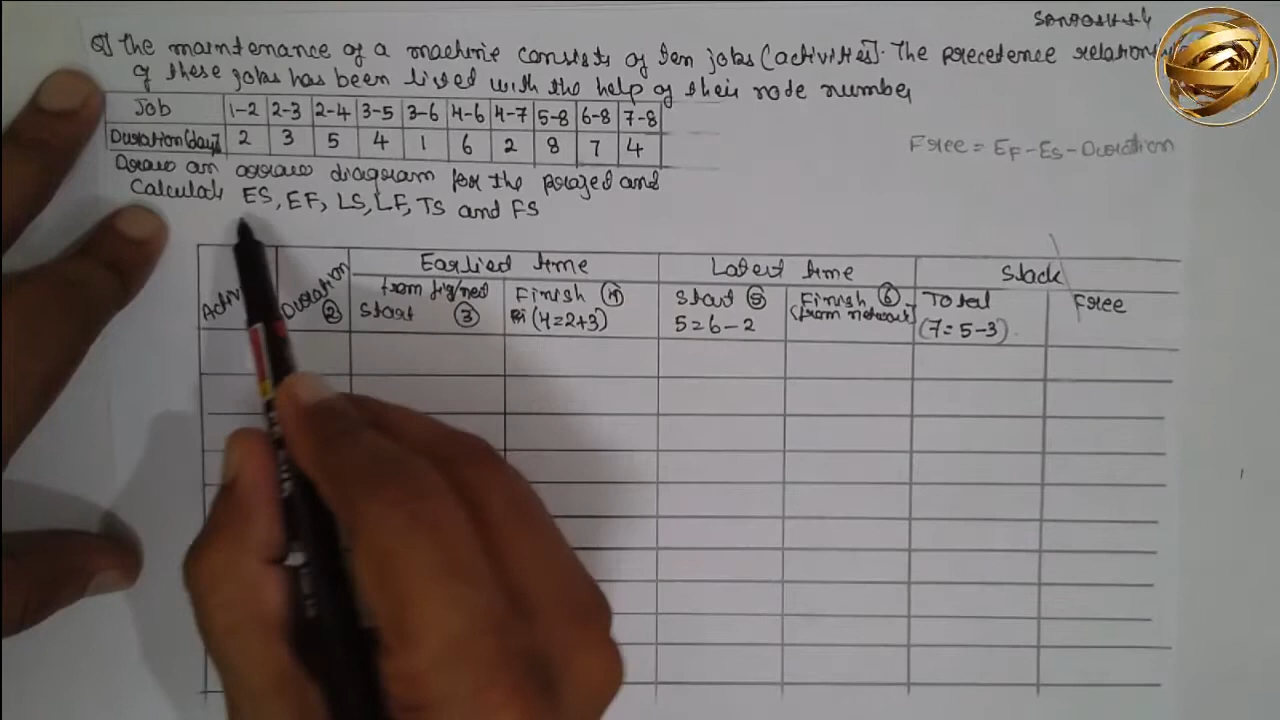 Q) The maintenance of a machine consists of Ten jobs (activities]. The precedence
of these jobs has been listed with the help of their node number
Job 1-2 2-3 2-4 3-5 3-6 4-6 4-7 5-8 6-8 7-8
Duration (days) 2 3 5 4 1 6 2 8 7 4
Free = EF - ES - Duration
Draw an arrow diagram for the project and
Calculate ES, EF, LS, LF, TS and FS
Duration ②
Earlied time
Latest time
Slack
Start ③
Finish ④
(4=2+3)
Start ⑤
5=6-2
Finish ⑥
(from network)
Total
(7=5-3)
Free